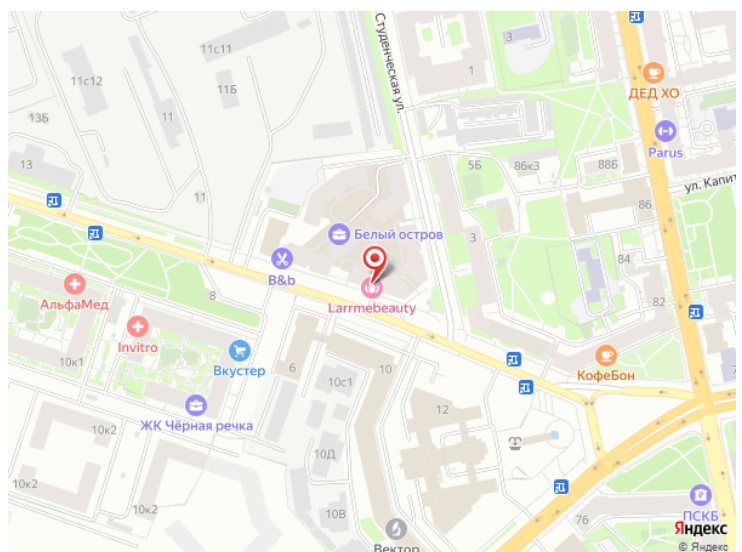 11с11
11с12
11Б
13Б
11
13
11
Студенческая ул.
3
1
ДЕД ХО
Parus
5Б
86к3
88Б
ул. Капит
86
Белый остров
3
84
82
B&b
Larrmebeauty
8
АльфаМед
Invitro
Вкустер
10к1
6
10с1
10
КофеБон
ЖК Чёрная речка
12
10к2
10к2
10к2
10Д
10В
Вектор
76
ПСКБ
Яндекс
© Яндекс